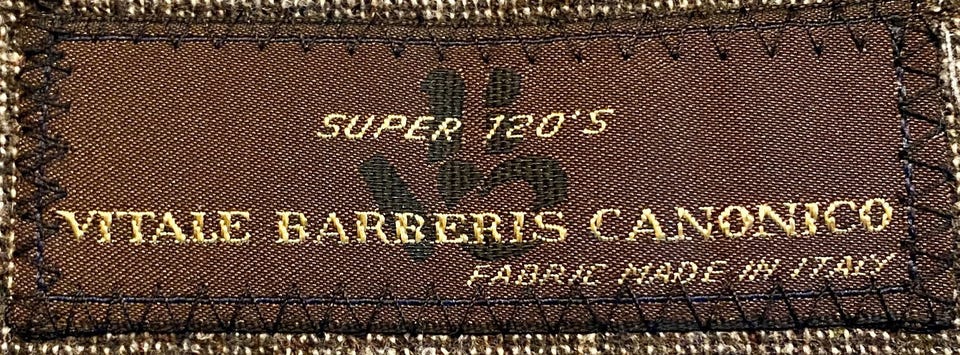 SUPER 120'S
VITALE BARBERIS CANONICO
FABRIC MADE IN ITALY